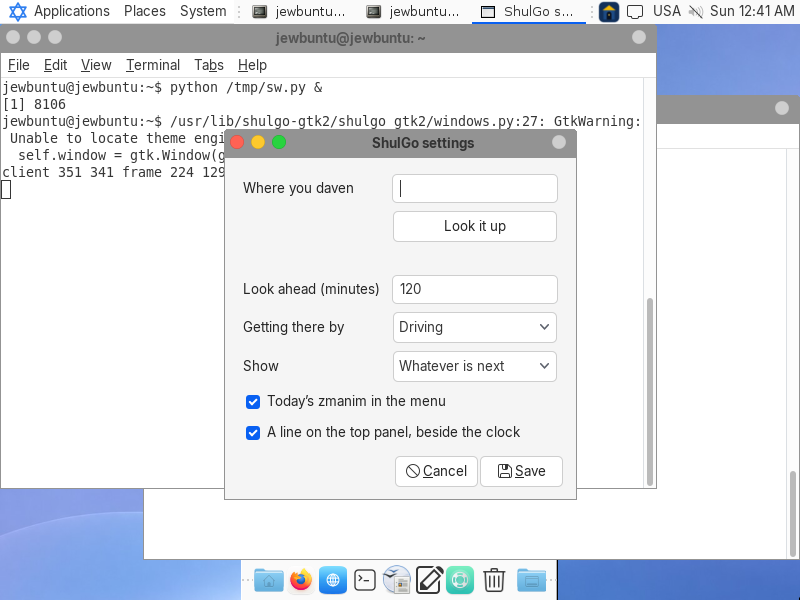 Applications Places System jewbuntu... jewbuntu... ShulGo s... USA Sun 12:41 AM
jewbuntu@jewbuntu: ~
File Edit View Terminal Tabs Help
jewbuntu@jewbuntu:~$ python /tmp/sw.py &
[1] 8106
jewbuntu@jewbuntu:~$ /usr/lib/shulgo-gtk2/shulgo_gtk2/windows.py:27: GtkWarning:
Unable to locate theme engi
self.window = gtk.Window(g
client 351 341 frame 224 129
ShulGo settings
Where you daven
Look it up
Look ahead (minutes) 120
Getting there by Driving
Show Whatever is next
Today's zmanim in the menu
A line on the top panel, beside the clock
Cancel Save